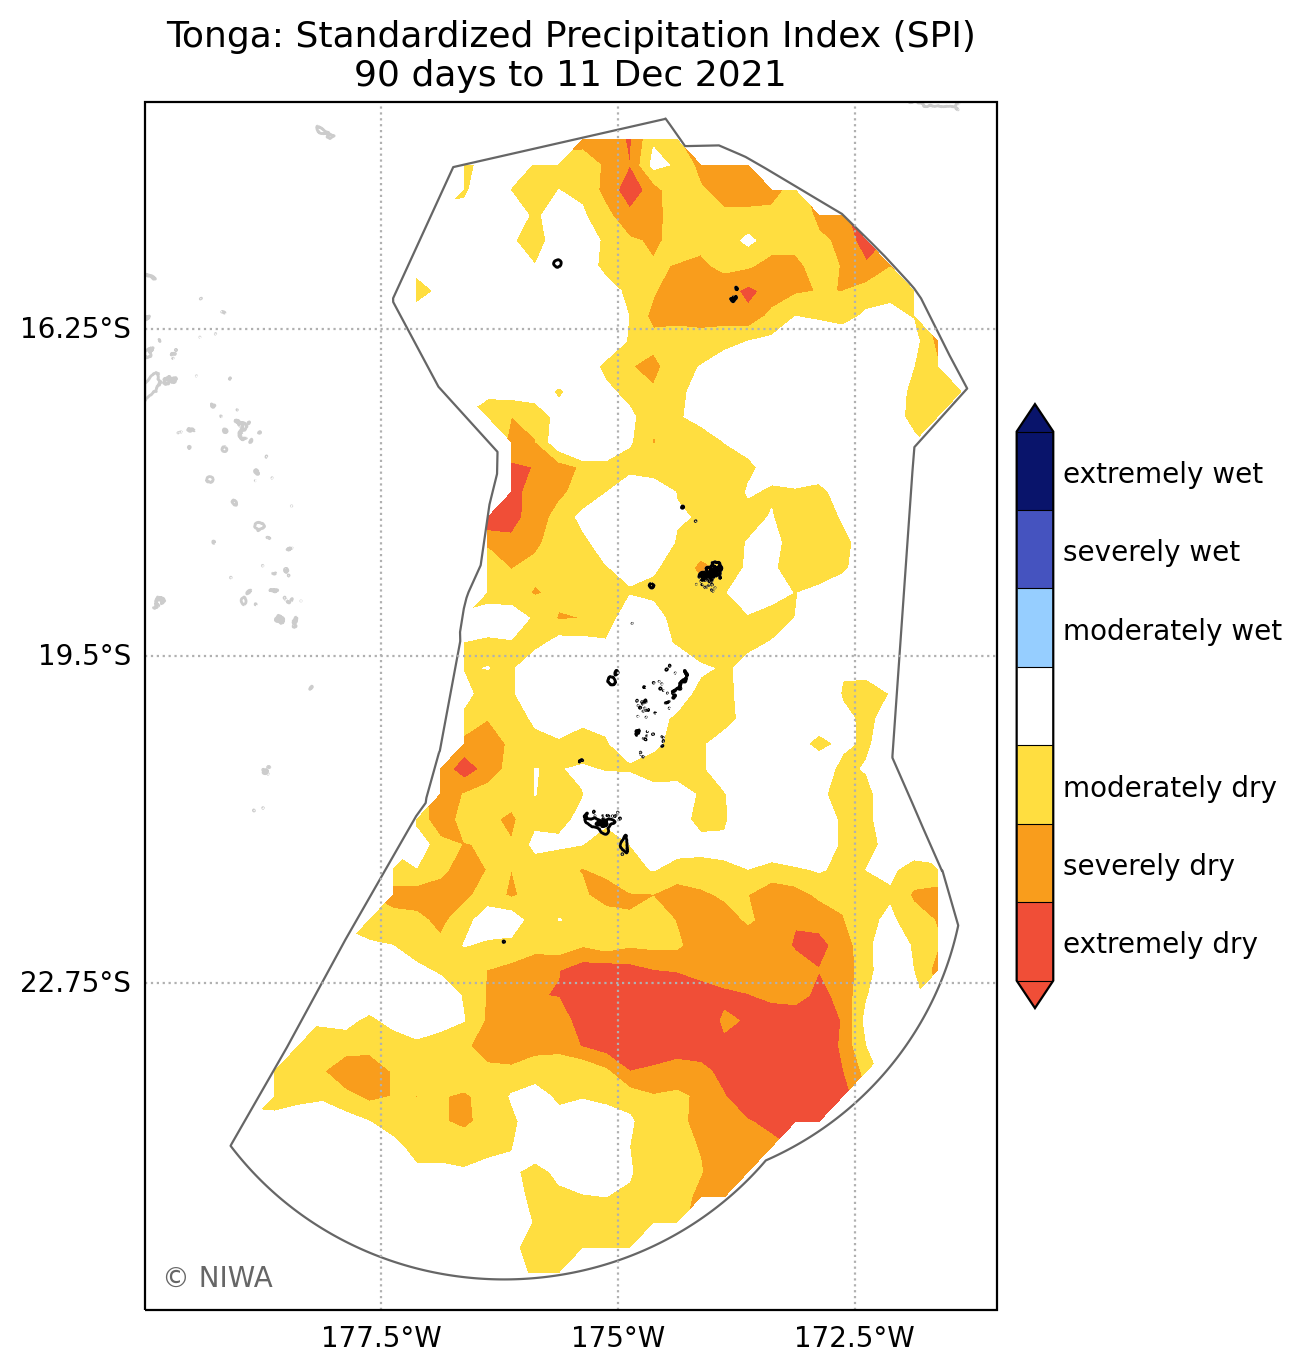 Tonga: Standardized Precipitation Index (SPI)
90 days to 11 Dec 2021
16.25°S
19.5°S
22.75°S
177.5°W
175°W
172.5°W
extremely wet
severely wet
moderately wet
moderately dry
severely dry
extremely dry
© NIWA